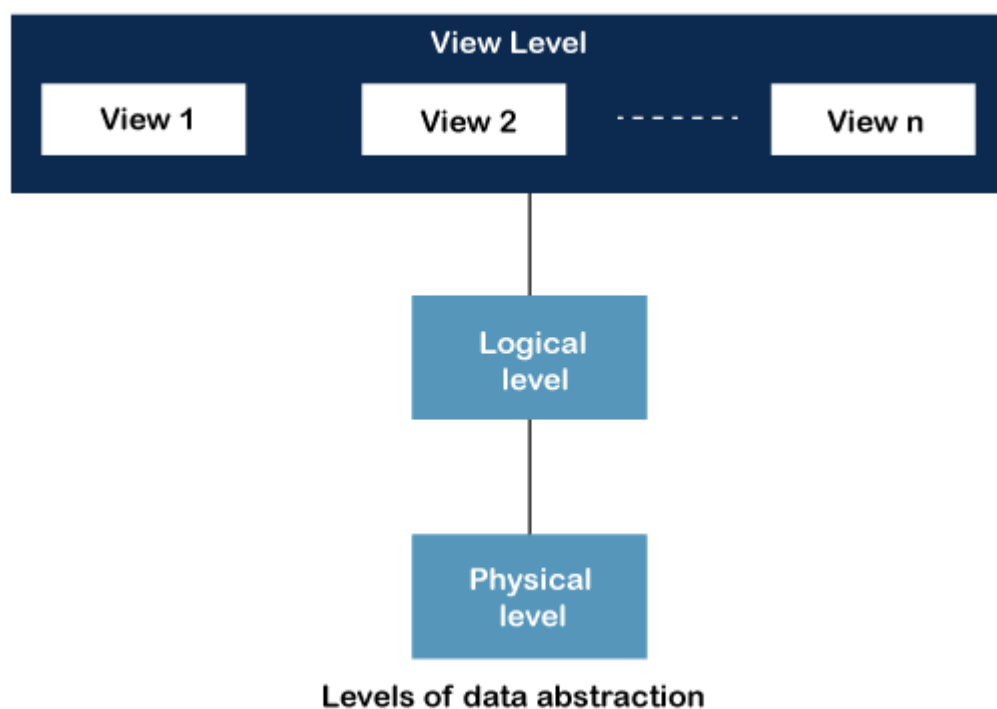 View Level
View 1
View 2
View n
Logical
level
Physical
level
Levels of data abstraction